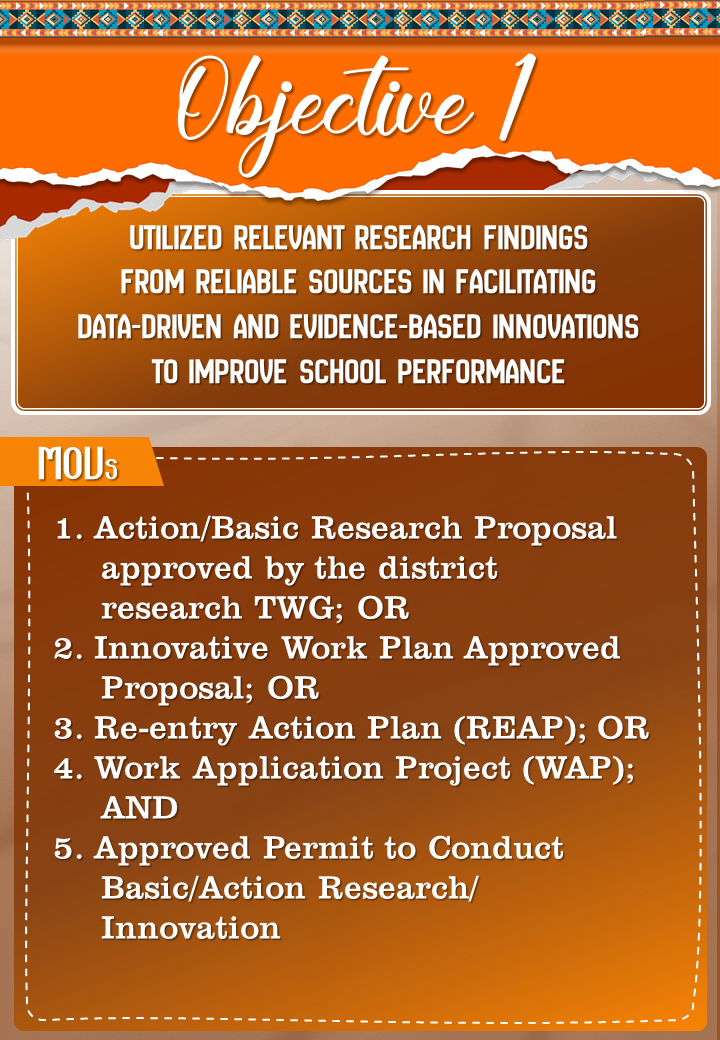 Objective 1
UTILIZED RELEVANT RESEARCH FINDINGS
FROM RELIABLE SOURCES IN FACILITATING
DATA-DRIVEN AND EVIDENCE-BASED INNOVATIONS
TO IMPROVE SCHOOL PERFORMANCE
MOVs
1. Action/Basic Research Proposal
approved by the district
research TWG; OR
2. Innovative Work Plan Approved
Proposal; OR
3. Re-entry Action Plan (REAP); OR
4. Work Application Project (WAP);
AND
5. Approved Permit to Conduct
Basic/Action Research/
Innovation